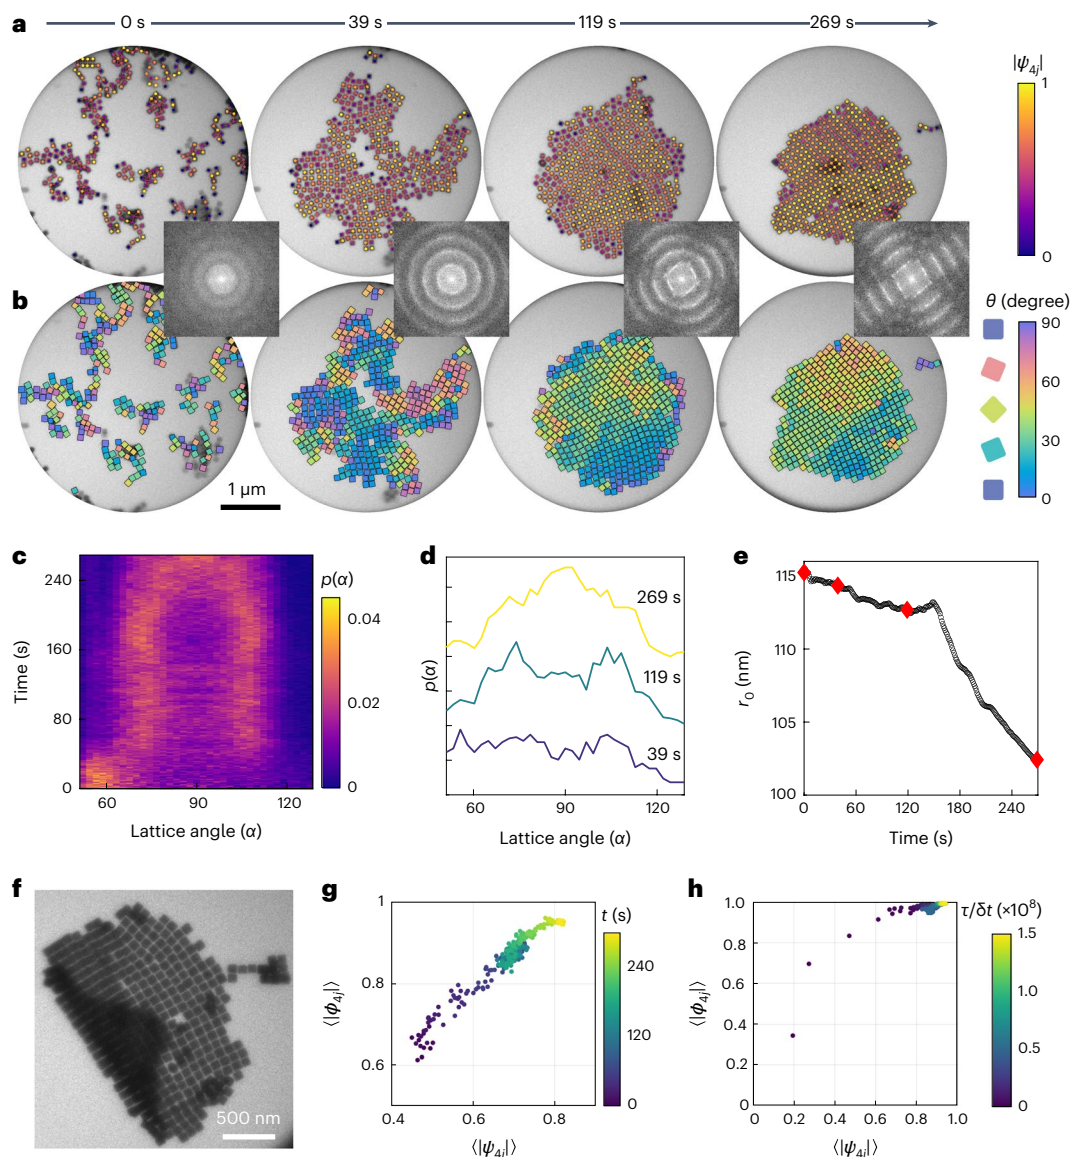 a
0 s
39 s
119 s
269 s
|ψ4j|
1
0
b
θ (degree)
90
60
30
0
1 µm
c
d
e
240
160
80
0
60
90
120
Time (s)
Lattice angle (α)
p(α)
0.04
0.02
0
269 s
119 s
39 s
p(α)
60
90
120
Lattice angle (α)
115
110
105
100
r0 (nm)
0
60
120
180
240
Time (s)
f
g
h
500 nm
1
0.8
0.6
⟨|ϕ4j|⟩
0.4
0.6
0.8
⟨|ψ4j|⟩
t (s)
240
120
0
1.0
0.8
0.6
0.4
0.2
0
⟨|ϕ4j|⟩
0
0.2
0.4
0.6
0.8
1.0
⟨|ψ4j|⟩
τ/δt (×10⁸)
1.5
1.0
0.5
0